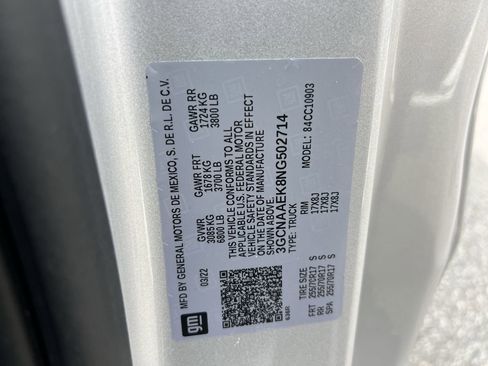 MFD BY GENERAL MOTORS DE MEXICO, S. DE R.L. DE C.V.
03/22 GVWR GAWR FRT GAWR RR
3085 KG 1678 KG 1724 KG
6800 LB 3700 LB 3800 LB
THIS VEHICLE CONFORMS TO ALL
APPLICABLE U.S. FEDERAL MOTOR
VEHICLE SAFETY STANDARDS IN EFFECT
ON THE DATE OF MANUFACTURE
3GCNAAEK8NG502714
TYPE: TRUCK MODEL: 84CC10903
gm
636R
TIRE SIZE RIM
FRT 255/70R17 S 17X8J
RR 255/70R17 S 17X8J
SPA 255/70R17 S 17X8J